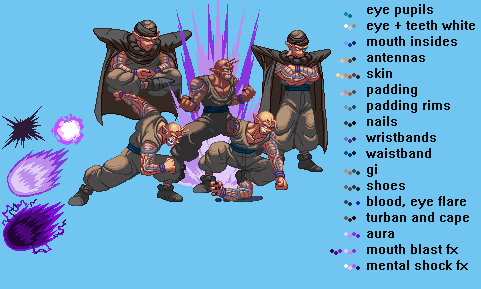 eye pupils
eye + teeth white
mouth insides
antennas
skin
padding
padding rims
nails
wristbands
waistband
gi
shoes
blood, eye flare
turban and cape
aura
mouth blast fx
mental shock fx